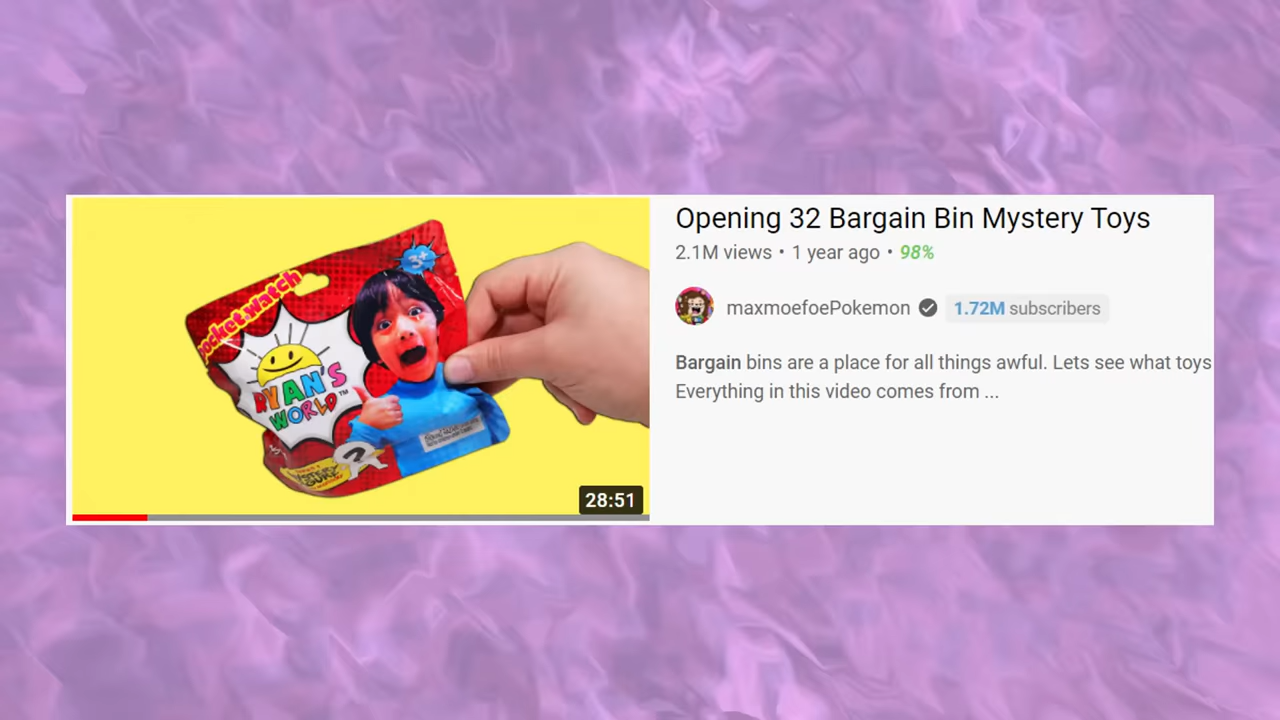 Opening 32 Bargain Bin Mystery Toys
2.1M views • 1 year ago • 98%
maxmoefoePokemon
1.72M subscribers
Bargain bins are a place for all things awful. Lets see what toys
Everything in this video comes from ...
pocket.watch
3+
RYAN'S
WORLD™
28:51